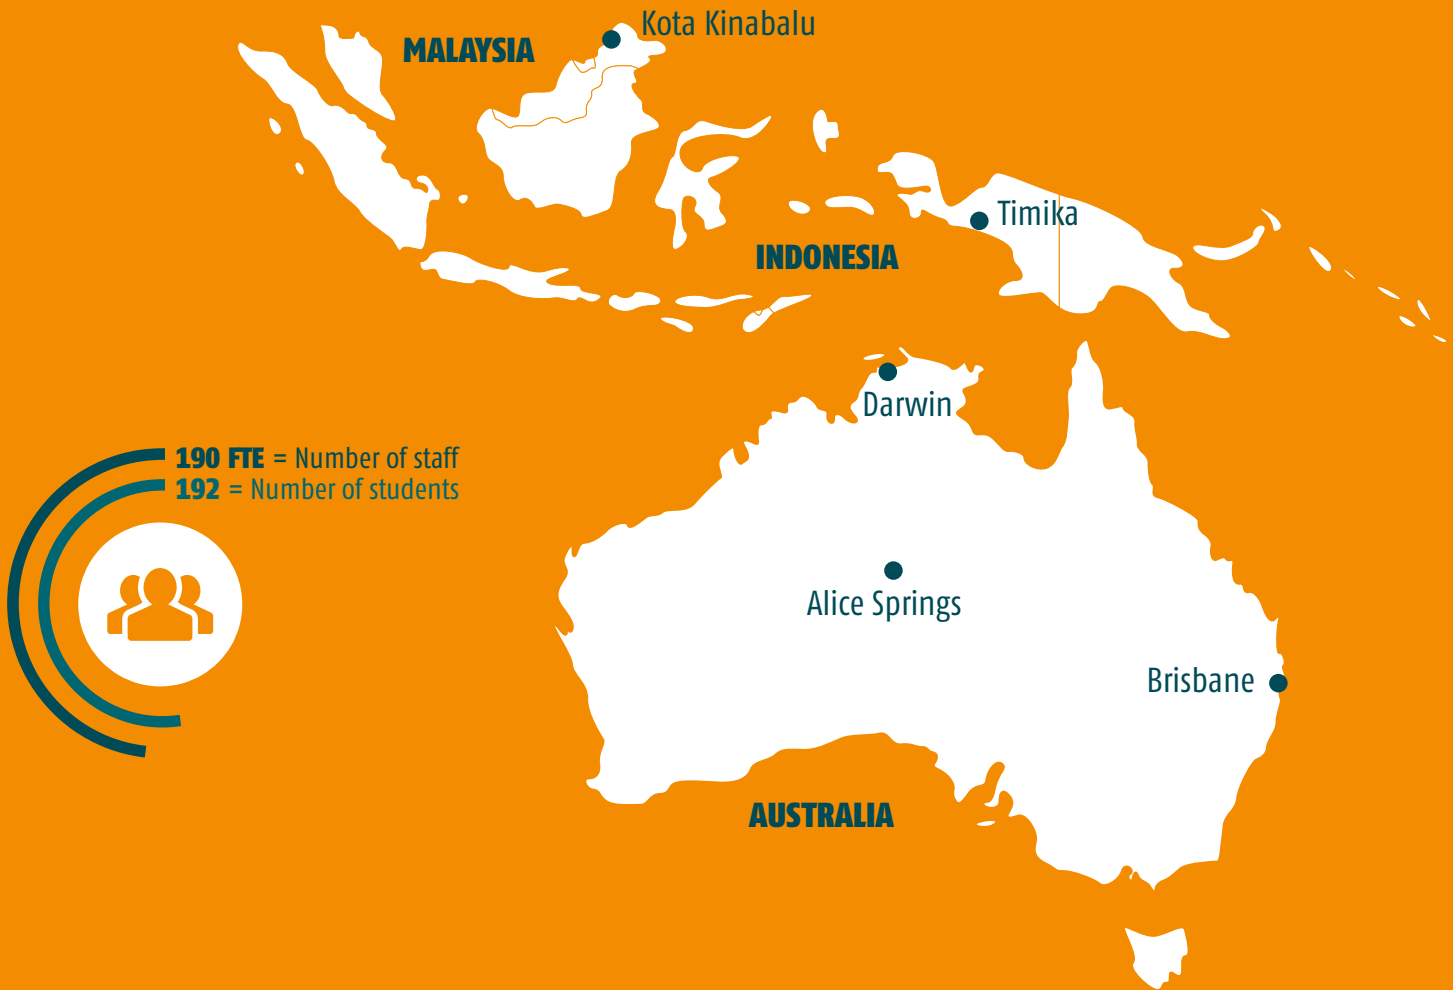 Kota Kinabalu
MALAYSIA
Timika
INDONESIA
Darwin
190 FTE = Number of staff
192 = Number of students
Alice Springs
Brisbane
AUSTRALIA